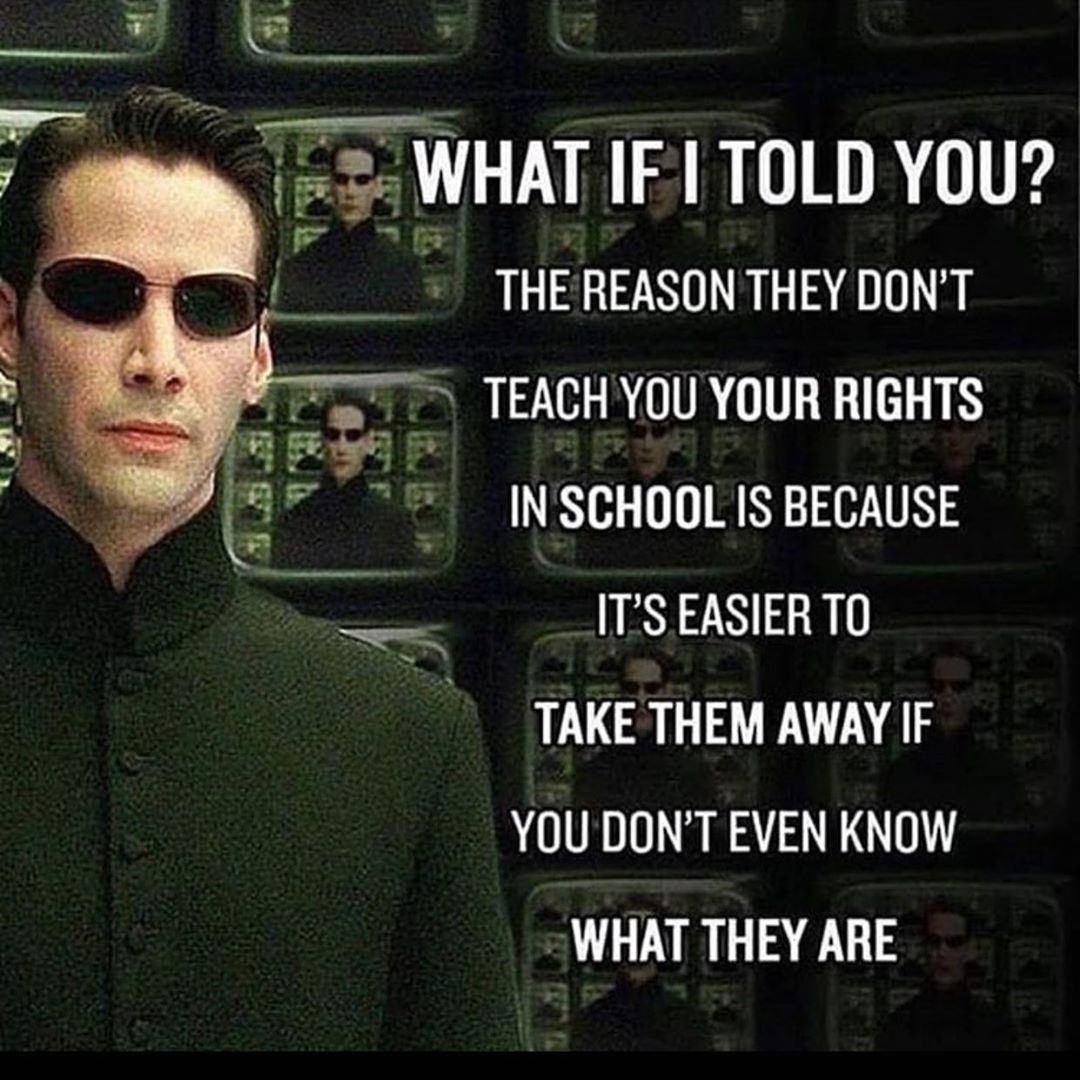 WHAT IF I TOLD YOU?
THE REASON THEY DON'T
TEACH YOU YOUR RIGHTS
IN SCHOOL IS BECAUSE
IT'S EASIER TO
TAKE THEM AWAY IF
YOU DON'T EVEN KNOW
WHAT THEY ARE